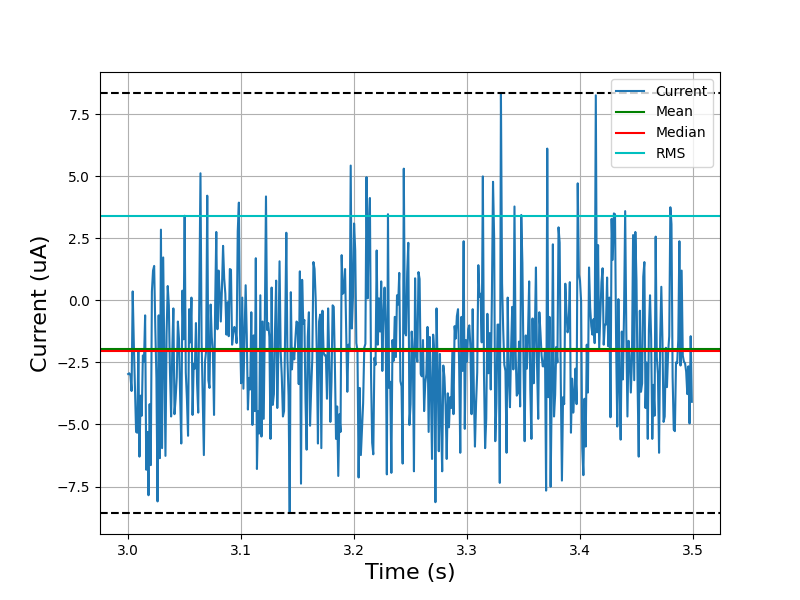 Current
Mean
Median
RMS
7.5
5.0
2.5
0.0
−2.5
−5.0
−7.5
Current (uA)
3.0 3.1 3.2 3.3 3.4 3.5
Time (s)